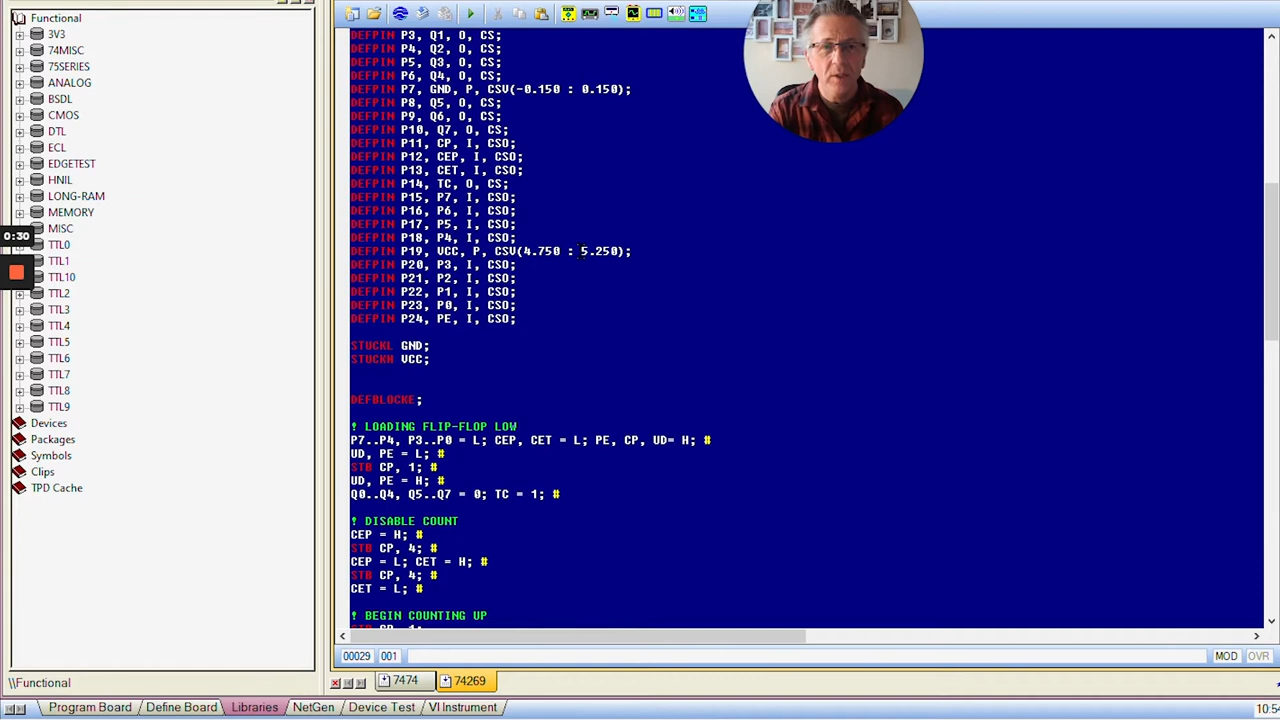 Functional
3V3
74MISC
75SERIES
ANALOG
BSDL
CMOS
DTL
ECL
EDGETEST
HNIL
LONG-RAM
MEMORY
MISC
TTL0
TTL1
TTL10
TTL2
TTL3
TTL4
TTL5
TTL6
TTL7
TTL8
TTL9
Devices
Packages
Symbols
Clips
TPD Cache
\\Functional
0:30
DEFPIN P3, Q1, O, CS;
DEFPIN P4, Q2, O, CS;
DEFPIN P5, Q3, O, CS;
DEFPIN P6, Q4, O, CS;
DEFPIN P7, GND, P, CSV(-0.150 : 0.150);
DEFPIN P8, Q5, O, CS;
DEFPIN P9, Q6, O, CS;
DEFPIN P10, Q7, O, CS;
DEFPIN P11, CP, I, CSO;
DEFPIN P12, CEP, I, CSO;
DEFPIN P13, CET, I, CSO;
DEFPIN P14, TC, O, CS;
DEFPIN P15, P7, I, CSO;
DEFPIN P16, P6, I, CSO;
DEFPIN P17, P5, I, CSO;
DEFPIN P18, P4, I, CSO;
DEFPIN P19, VCC, P, CSV(4.750 : 5.250);
DEFPIN P20, P3, I, CSO;
DEFPIN P21, P2, I, CSO;
DEFPIN P22, P1, I, CSO;
DEFPIN P23, P0, I, CSO;
DEFPIN P24, PE, I, CSO;
STUCKL GND;
STUCKH VCC;
DEFBLOCKE;
! LOADING FLIP-FLOP LOW
P7..P4, P3..P0 = L; CEP, CET = L; PE, CP, UD= H; #
UD, PE = L; #
STB CP, 1; #
UD, PE = H; #
Q0..Q4, Q5..Q7 = 0; TC = 1; #
! DISABLE COUNT
CEP = H; #
STB CP, 4; #
CEP = L; CET = H; #
STB CP, 4; #
CET = L; #
! BEGIN COUNTING UP
STB CP, 1;
00029 001 MOD OVR
7474 74269
Program Board Define Board Libraries NetGen Device Test VI Instrument 10:54